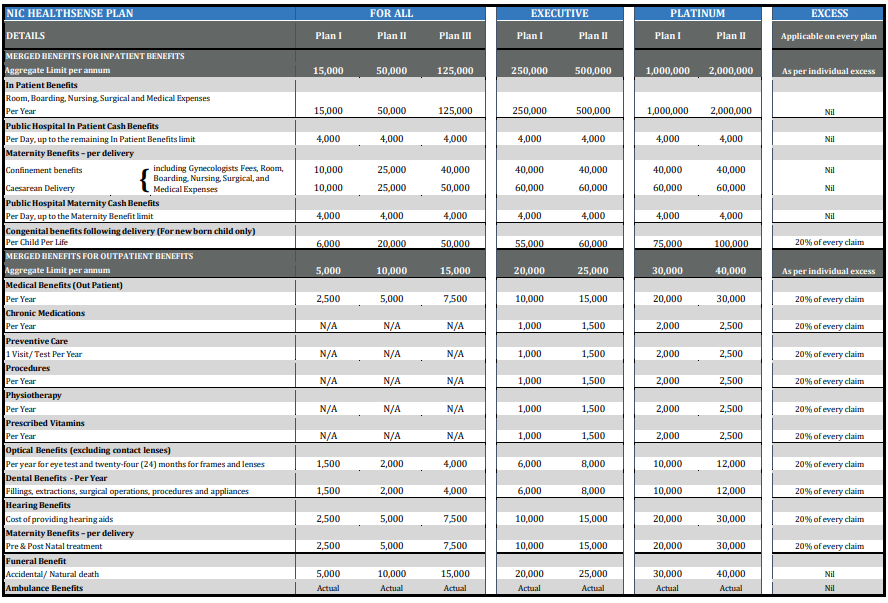 NIC HEALTHSENSE PLAN FOR ALL EXECUTIVE PLATINUM EXCESS
DETAILS Plan I Plan II Plan III Plan I Plan II Plan I Plan II Applicable on every plan
MERGED BENEFITS FOR INPATIENT BENEFITS
Aggregate Limit per annum 15,000 50,000 125,000 250,000 500,000 1,000,000 2,000,000 As per individual excess
In Patient Benefits
Room, Boarding, Nursing, Surgical and Medical Expenses
Per Year 15,000 50,000 125,000 250,000 500,000 1,000,000 2,000,000 Nil
Public Hospital In Patient Cash Benefits
Per Day, up to the remaining In Patient Benefits limit 4,000 4,000 4,000 4,000 4,000 4,000 4,000 Nil
Maternity Benefits – per delivery
Confinement benefits { including Gynecologists Fees, Room, 10,000 25,000 40,000 40,000 40,000 40,000 40,000 Nil
Boarding, Nursing, Surgical, and
Caesarean Delivery Medical Expenses 10,000 25,000 50,000 60,000 60,000 60,000 60,000 Nil
Public Hospital Maternity Cash Benefits
Per Day, up to the Maternity Benefit limit 4,000 4,000 4,000 4,000 4,000 4,000 4,000 Nil
Congenital benefits following delivery (For new born child only)
Per Child Per Life 6,000 20,000 50,000 55,000 60,000 75,000 100,000 20% of every claim
MERGED BENEFITS FOR OUTPATIENT BENEFITS
Aggregate Limit per annum 5,000 10,000 15,000 20,000 25,000 30,000 40,000 As per individual excess
Medical Benefits (Out Patient)
Per Year 2,500 5,000 7,500 10,000 15,000 20,000 30,000 20% of every claim
Chronic Medications
Per Year N/A N/A N/A 1,000 1,500 2,000 2,500 20% of every claim
Preventive Care
1 Visit/ Test Per Year N/A N/A N/A 1,000 1,500 2,000 2,500 20% of every claim
Procedures
Per Year N/A N/A N/A 1,000 1,500 2,000 2,500 20% of every claim
Physiotherapy
Per Year N/A N/A N/A 1,000 1,500 2,000 2,500 20% of every claim
Prescribed Vitamins
Per Year N/A N/A N/A 1,000 1,500 2,000 2,500 20% of every claim
Optical Benefits (excluding contact lenses)
Per year for eye test and twenty-four (24) months for frames and lenses 1,500 2,000 4,000 6,000 8,000 10,000 12,000 20% of every claim
Dental Benefits - Per Year
Fillings, extractions, surgical operations, procedures and appliances 1,500 2,000 4,000 6,000 8,000 10,000 12,000 20% of every claim
Hearing Benefits
Cost of providing hearing aids 2,500 5,000 7,500 10,000 15,000 20,000 30,000 20% of every claim
Maternity Benefits – per delivery
Pre & Post Natal treatment 2,500 5,000 7,500 10,000 15,000 20,000 30,000 20% of every claim
Funeral Benefit
Accidental/ Natural death 5,000 10,000 15,000 20,000 25,000 30,000 40,000 Nil
Ambulance Benefits Actual Actual Actual Actual Actual Actual Actual Nil